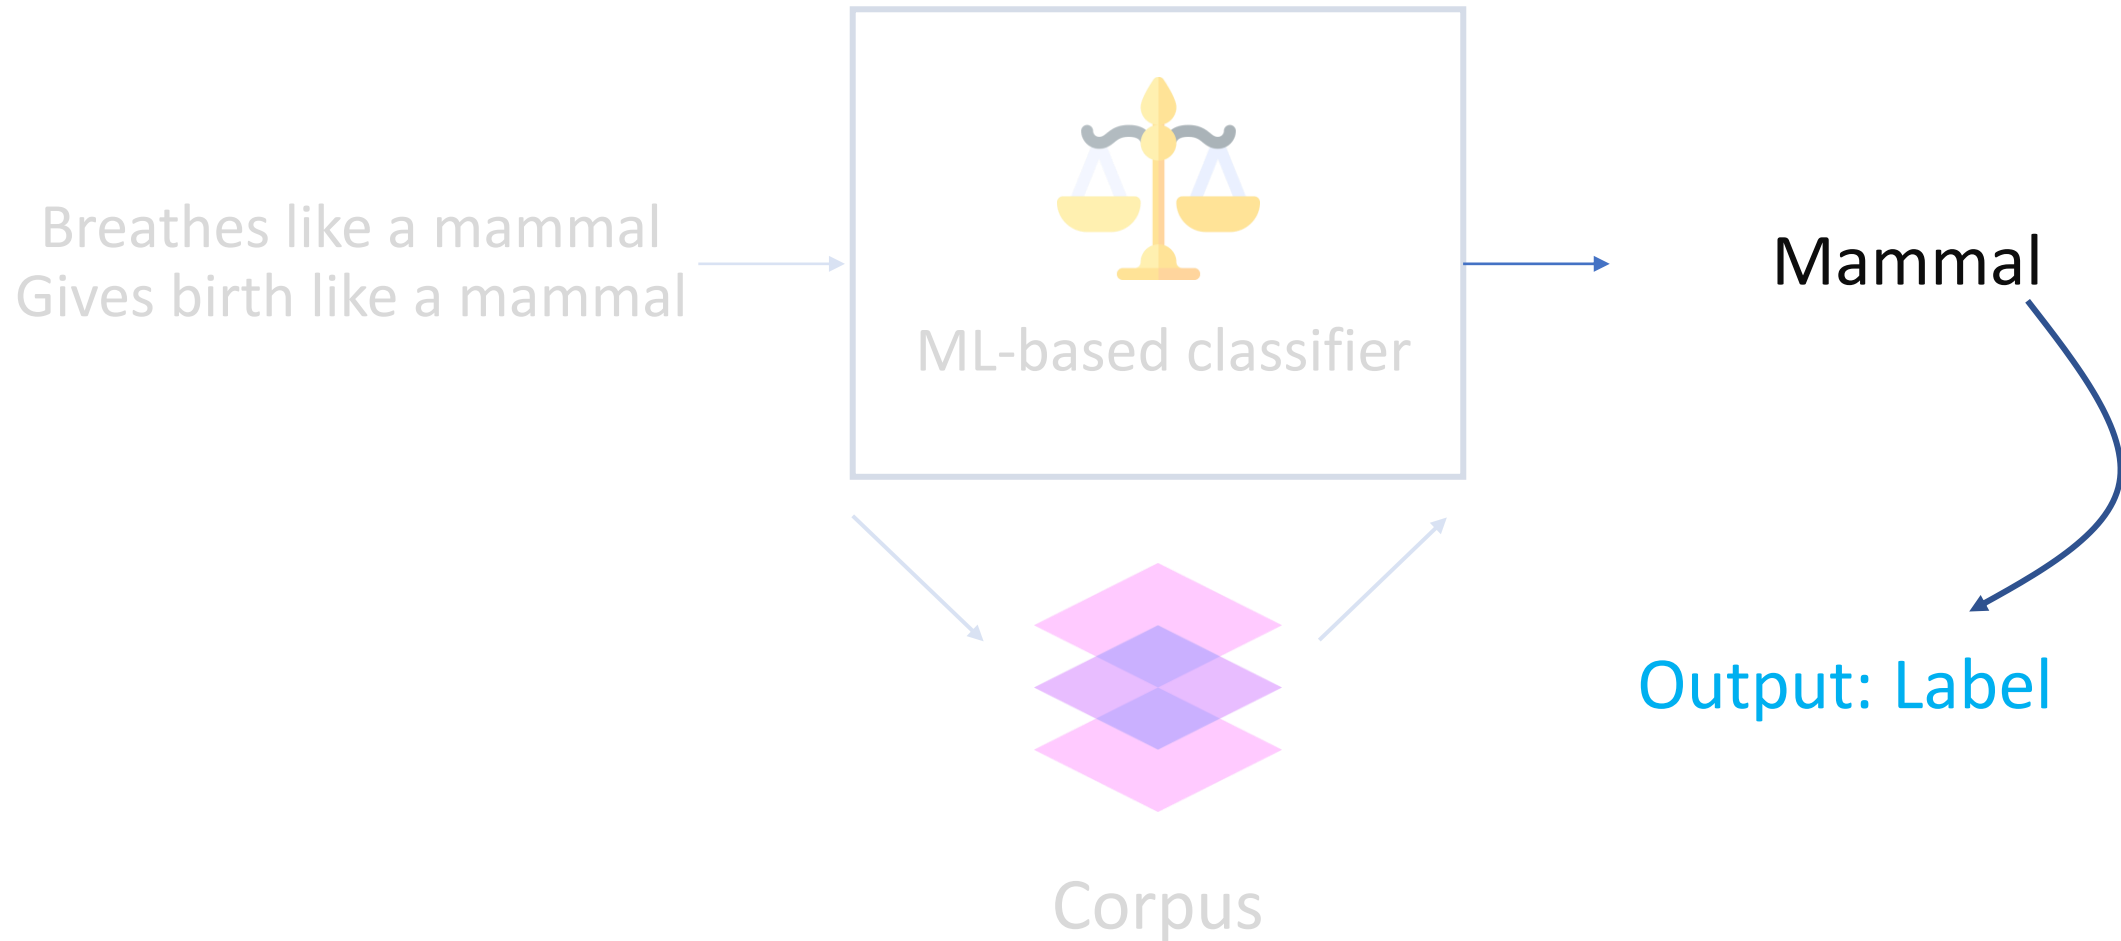 Breathes like a mammal
Gives birth like a mammal
ML-based classifier
Mammal
Output: Label
Corpus